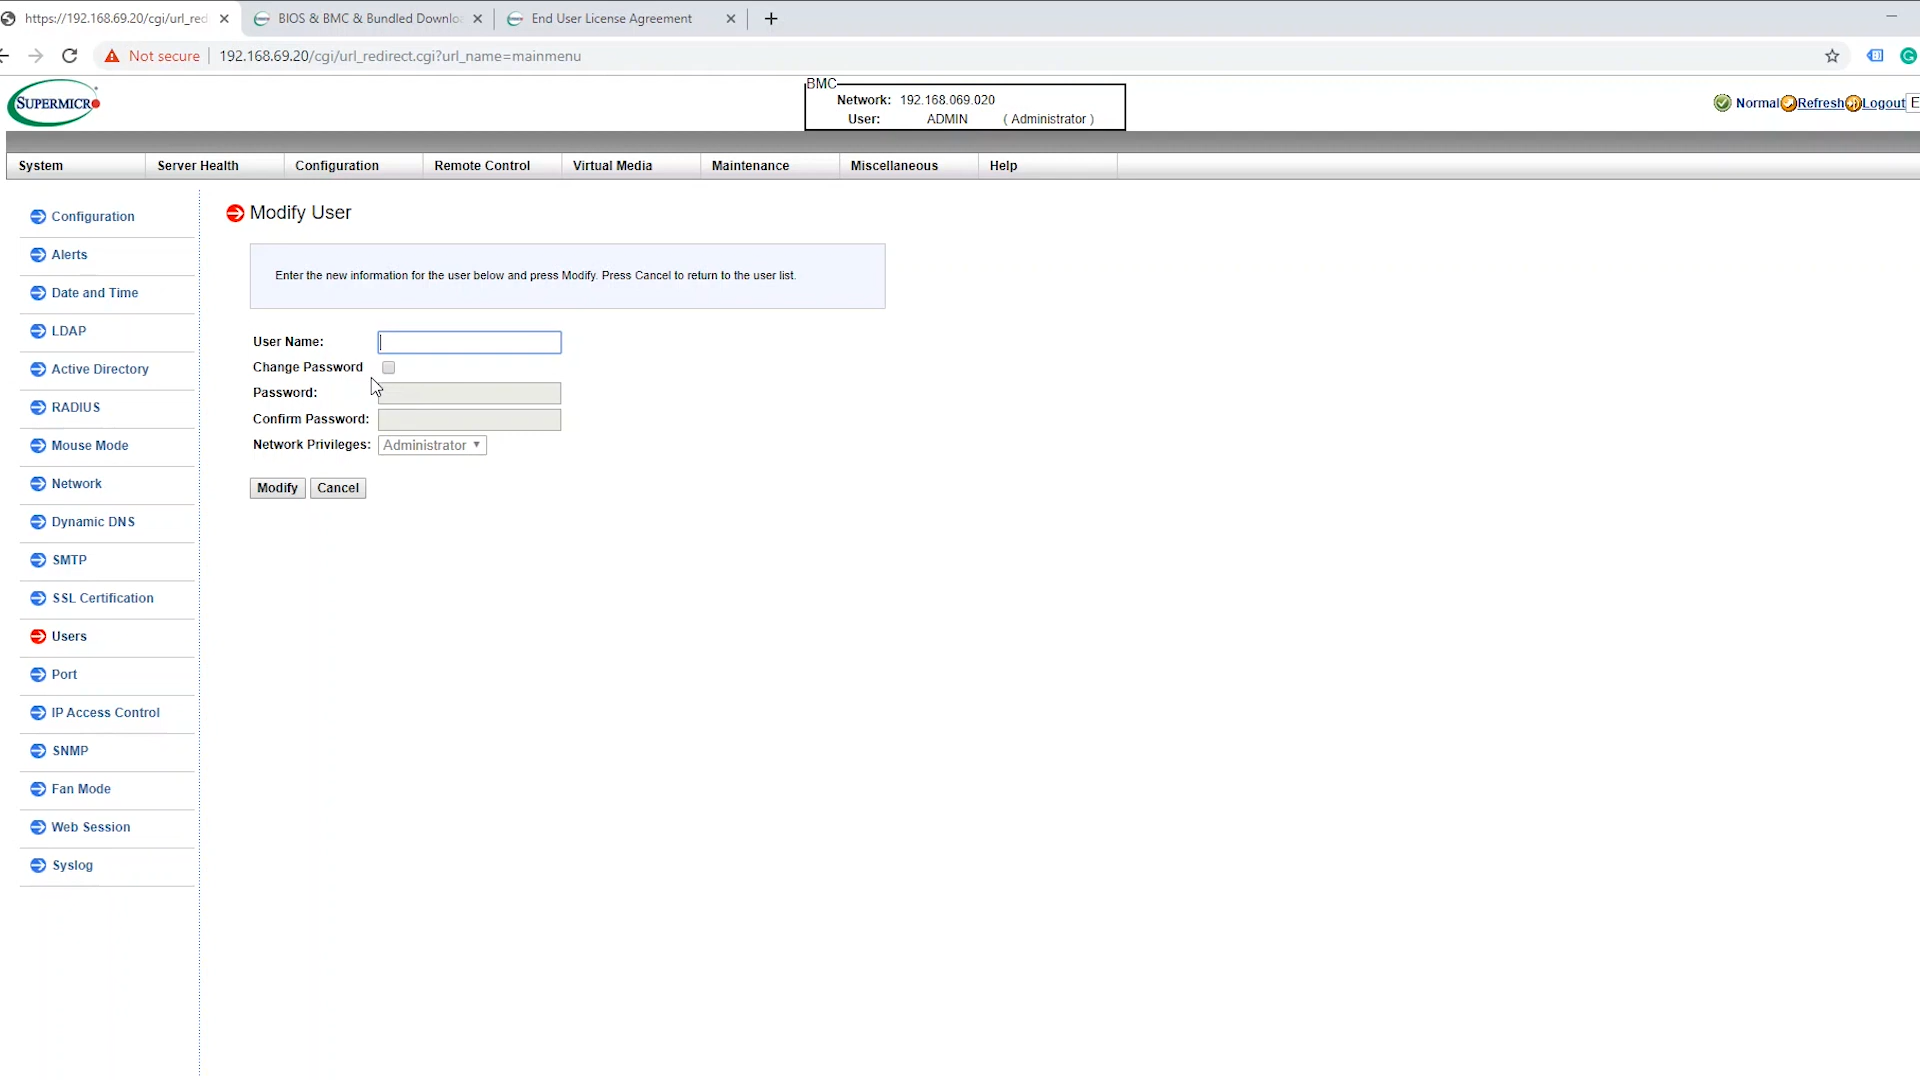 https://192.168.69.20/cgi/url_red
BIOS & BMC & Bundled Downlo
End User License Agreement
Not secure
192.168.69.20/cgi/url_redirect.cgi?url_name=mainmenu
SUPERMICR
BMC
Network: 192.168.069.020
User: ADMIN ( Administrator )
Normal Refresh Logout E
System Server Health Configuration Remote Control Virtual Media Maintenance Miscellaneous Help
Configuration
Alerts
Date and Time
LDAP
Active Directory
RADIUS
Mouse Mode
Network
Dynamic DNS
SMTP
SSL Certification
Users
Port
IP Access Control
SNMP
Fan Mode
Web Session
Syslog
Modify User
Enter the new information for the user below and press Modify. Press Cancel to return to the user list.
User Name:
Change Password
Password:
Confirm Password:
Network Privileges: Administrator
Modify Cancel